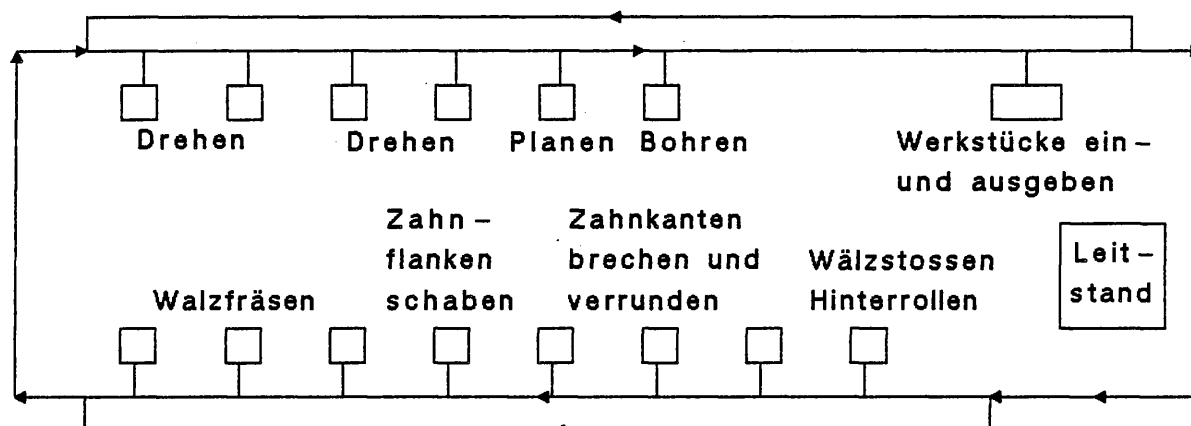 Drehen
Drehen
Planen
Bohren
Werkstücke ein –
und ausgeben
Zahn –
flanken
schaben
Zahnkanten
brechen und
verrunden
Wälzstossen
Hinterrollen
Leit –
stand
Walzfräsen